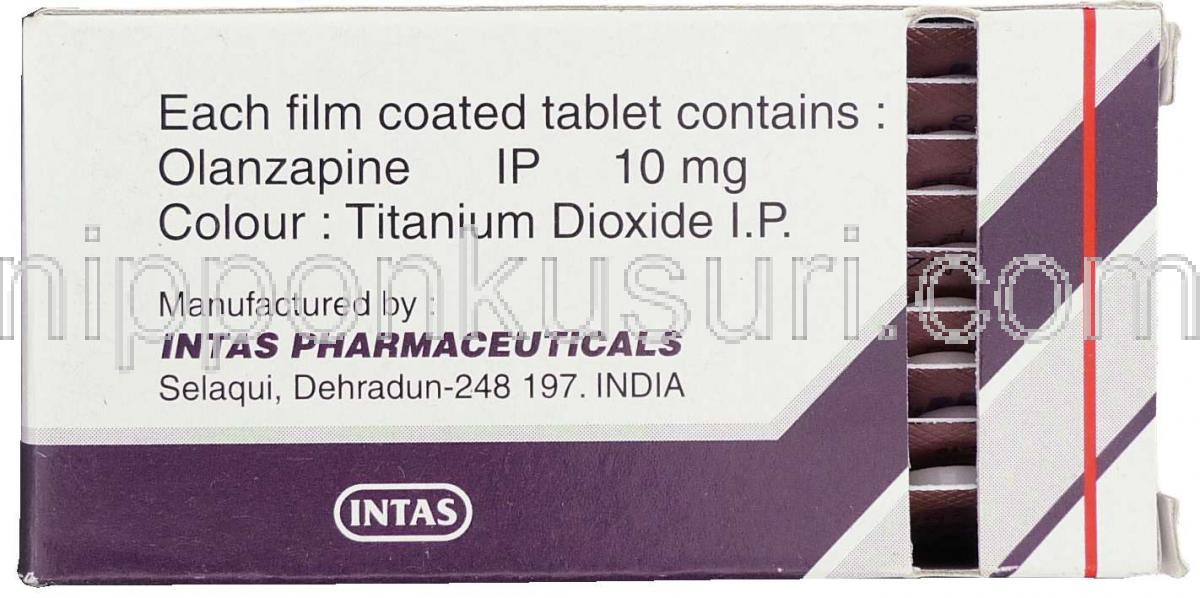 Each film coated tablet contains :
Olanzapine IP 10 mg
Colour : Titanium Dioxide I.P.
nipponkusuri.com
Manufactured by :
INTAS PHARMACEUTICALS
Selaqui, Dehradun-248 197. INDIA
INTAS